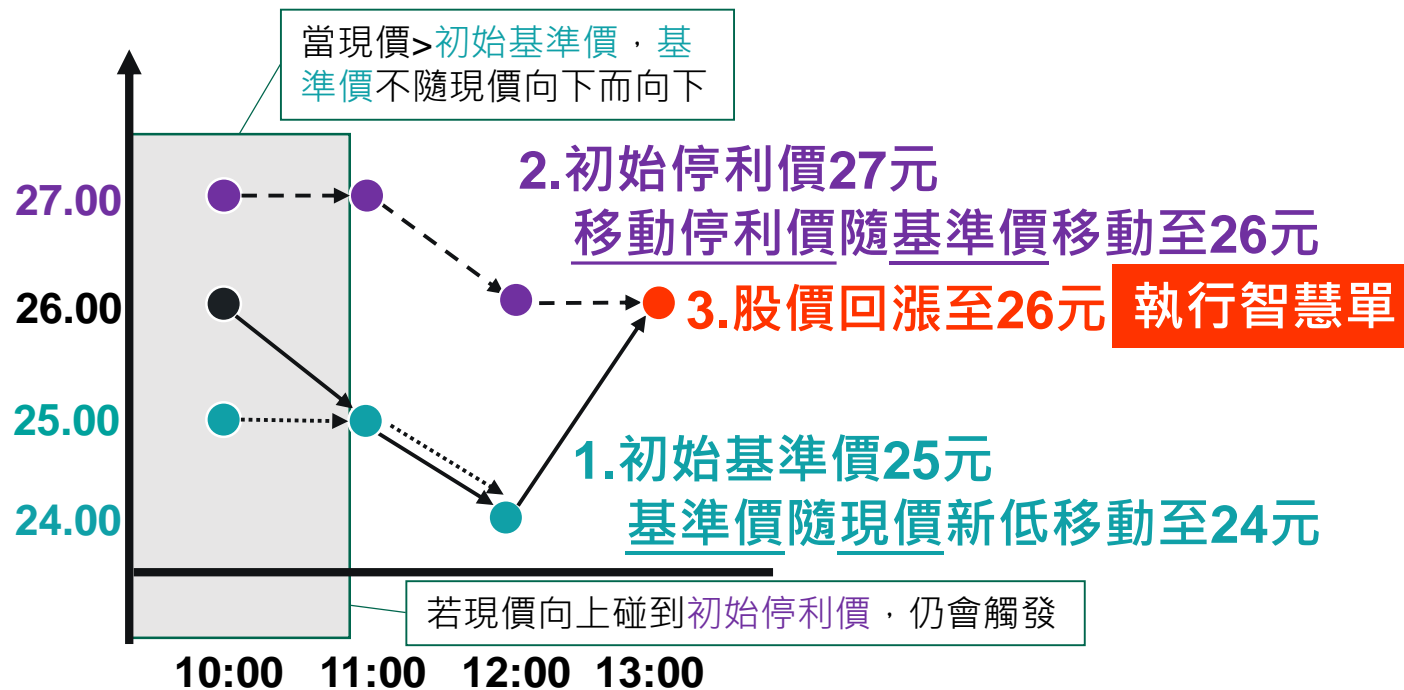 當現價>初始基準價，基
準價不隨現價向下而向下
2.初始停利價27元
移動停利價隨基準價移動至26元
27.00
26.00
3.股價回漲至26元 執行智慧單
25.00
1.初始基準價25元
基準價隨現價新低移動至24元
24.00
若現價向上碰到初始停利價，仍會觸發
10:00 11:00 12:00 13:00